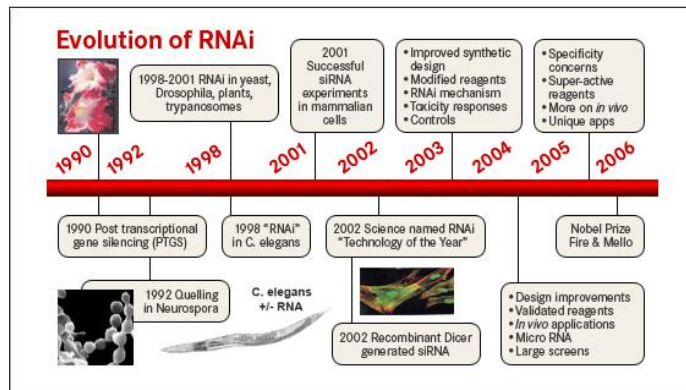 Evolution of RNAi
1998-2001 RNAi in yeast,
Drosophila, plants,
trypanosomes
2001
Successful
siRNA
experiments
in mammalian
cells
• Improved synthetic
design
• Modified reagents
• RNAi mechanism
• Toxicity responses
• Controls
• Specificity
concerns
• Super-active
reagents
• More on in vivo
• Unique apps
1990
1992
1998
2001
2002
2003
2004
2005
2006
1990 Post transcriptional
gene silencing (PTGS)
1998 “RNAi”
in C. elegans
2002 Science named RNAi
“Technology of the Year”
Nobel Prize
Fire & Mello
1992 Quelling
in Neurospora
C. elegans
+/- RNA
2002 Recombinant Dicer
generated siRNA
• Design improvements
• Validated reagents
• In vivo applications
• Micro RNA
• Large screens